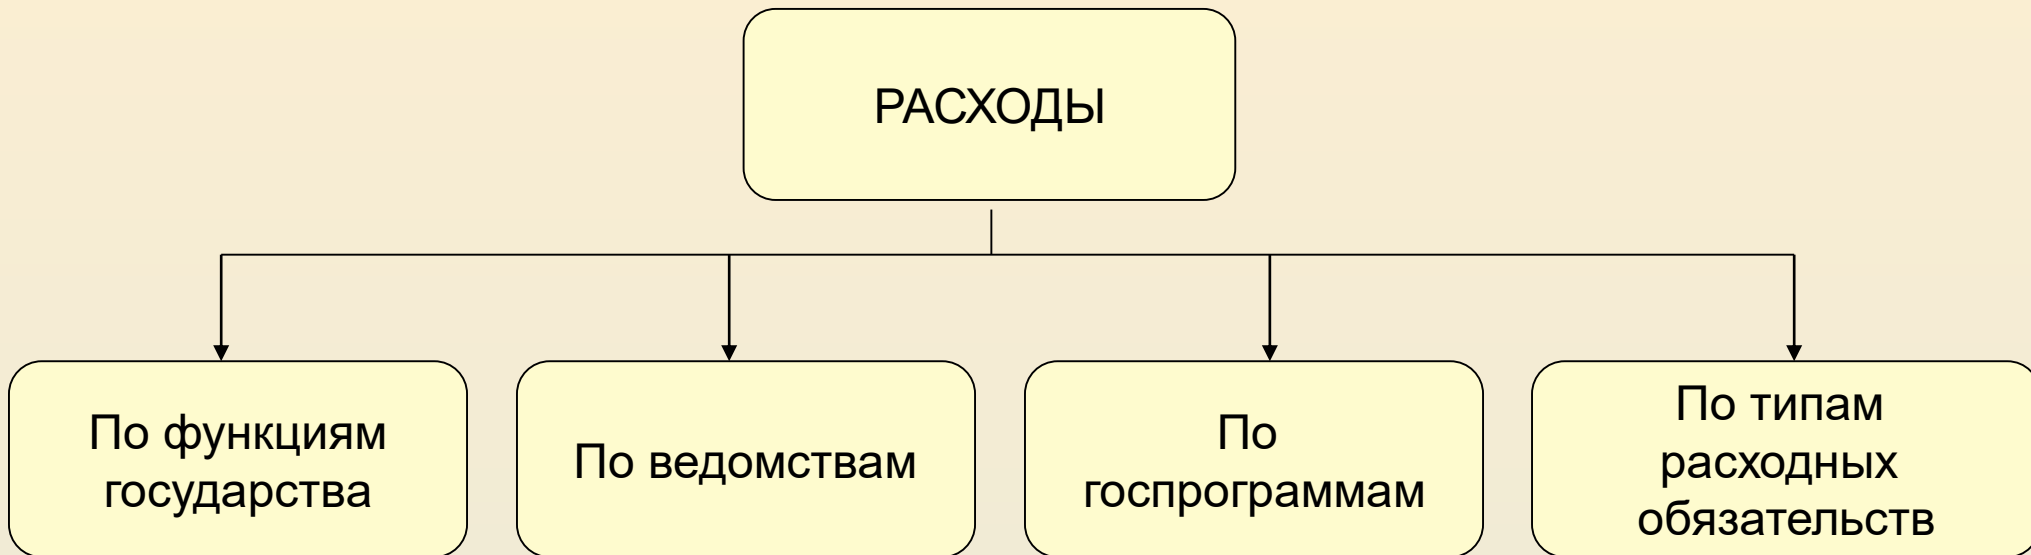 РАСХОДЫ
По функциям
государства
По ведомствам
По
госпрограммам
По типам
расходных
обязательств